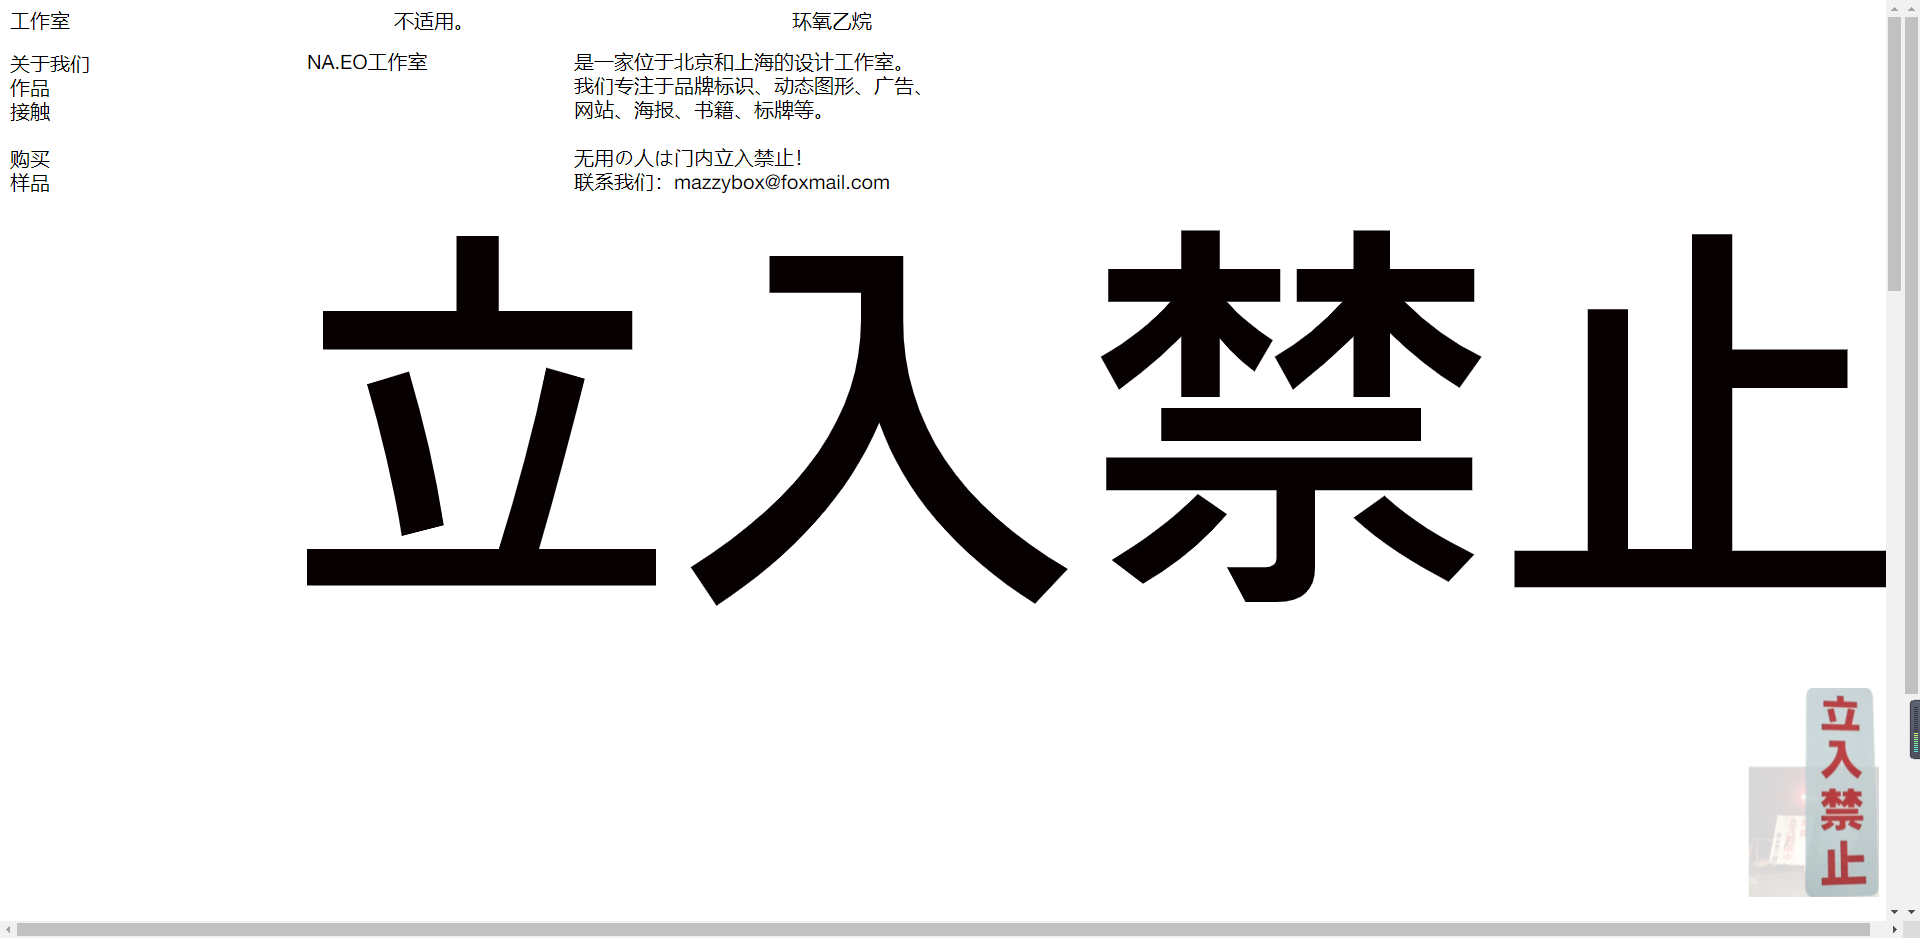 工作室
不适用。
环氧乙烷
关于我们
作品
接触
购买
样品
NA.EO工作室
是一家位于北京和上海的设计工作室。
我们专注于品牌标识、动态图形、广告、
网站、海报、书籍、标牌等。
无用の人は门内立入禁止！
联系我们：mazzybox@foxmail.com
立入禁止
立入禁止